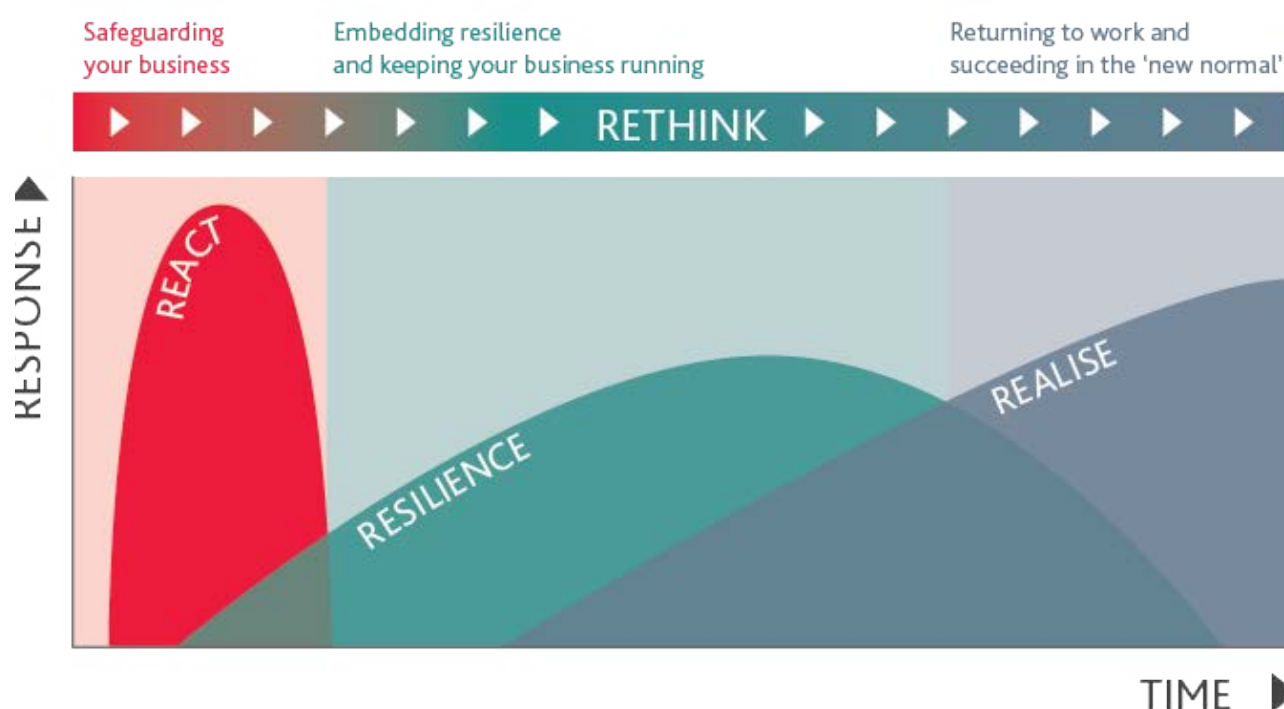 Safeguarding
your business
Embedding resilience
and keeping your business running
Returning to work and
succeeding in the 'new normal'
RETHINK
RESPONSE
REACT
RESILIENCE
REALISE
TIME